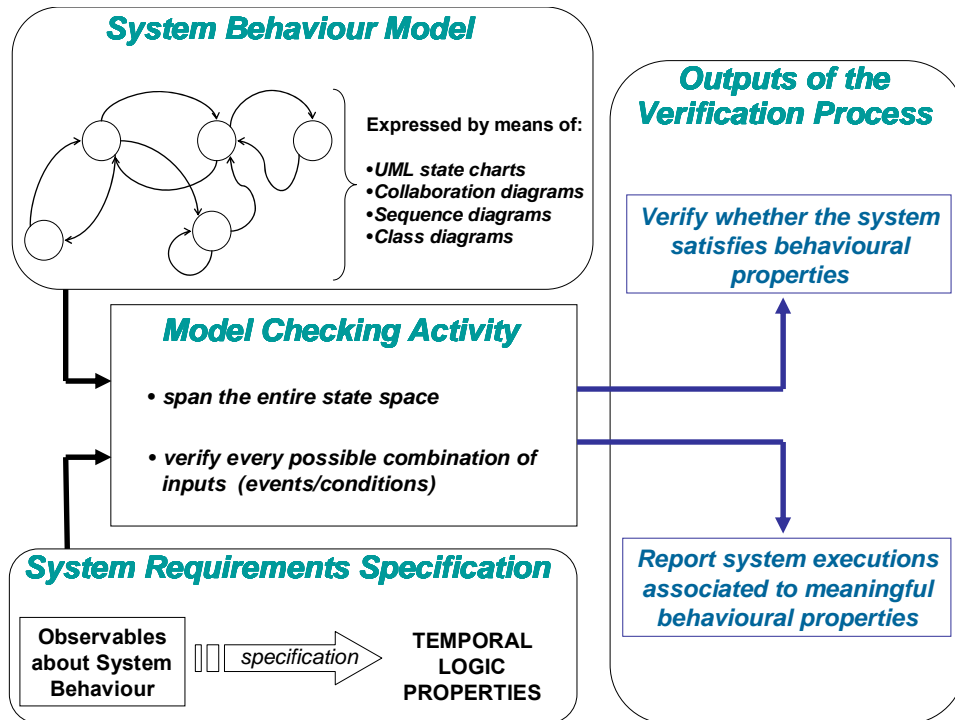 System Behaviour Model
Expressed by means of:
•UML state charts
•Collaboration diagrams
•Sequence diagrams
•Class diagrams
Outputs of the
Verification Process
Verify whether the system
satisfies behavioural
properties
Model Checking Activity
• span the entire state space
• verify every possible combination of
inputs (events/conditions)
Report system executions
associated to meaningful
behavioural properties
System Requirements Specification
Observables
about System
Behaviour
specification
TEMPORAL
LOGIC
PROPERTIES